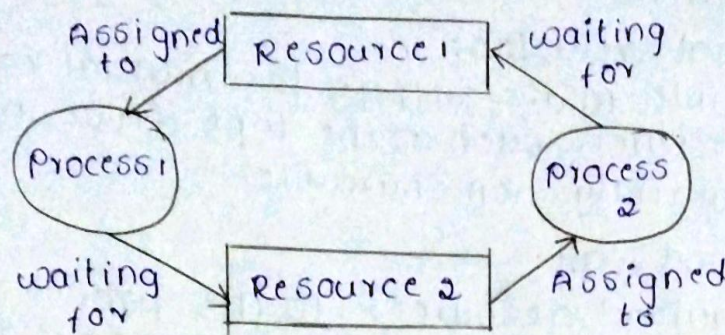 Assigned
to
Resource 1
waiting
for
Process 1
Process
2
waiting
for
Resource 2
Assigned
to